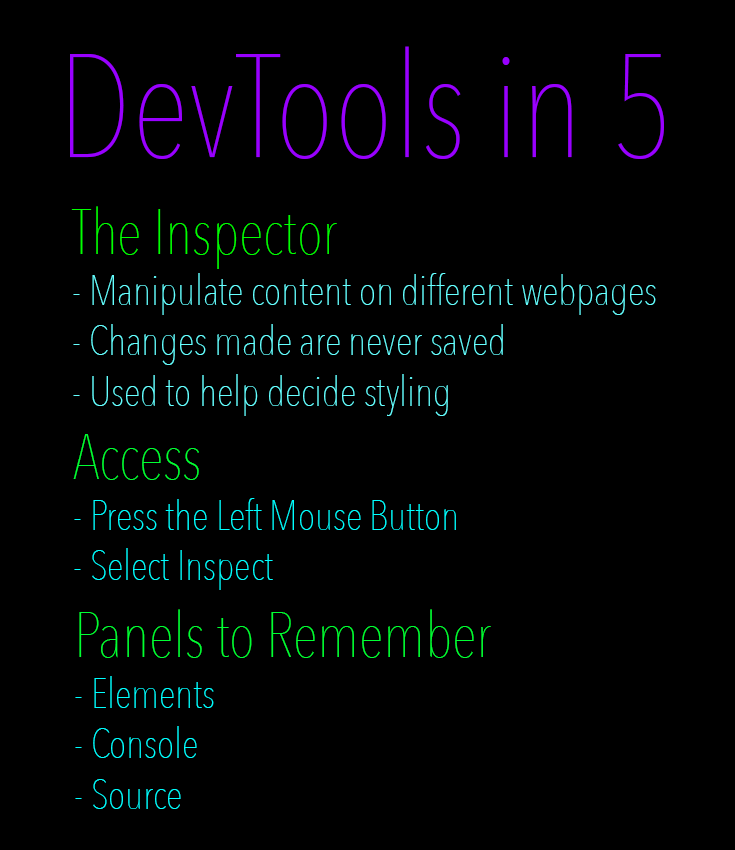 DevTools in 5
The Inspector
- Manipulate content on different webpages
- Changes made are never saved
- Used to help decide styling
Access
- Press the Left Mouse Button
- Select Inspect
Panels to Remember
- Elements
- Console
- Source